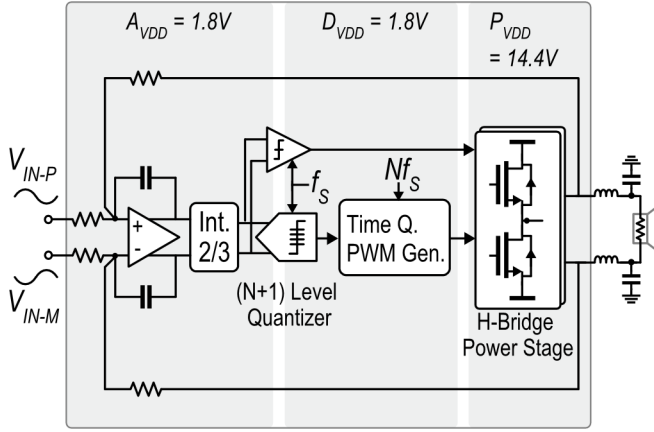 A_VDD = 1.8V
D_VDD = 1.8V
P_VDD
= 14.4V
V_IN-P
V_IN-M
+
-
Int.
2/3
f_S
Nf_S
Time Q.
PWM Gen.
(N+1) Level
Quantizer
H-Bridge
Power Stage